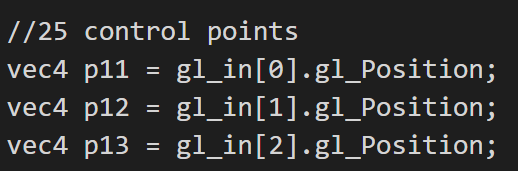 //25 control points
vec4 p11 = gl_in[0].gl_Position;
vec4 p12 = gl_in[1].gl_Position;
vec4 p13 = gl_in[2].gl_Position;